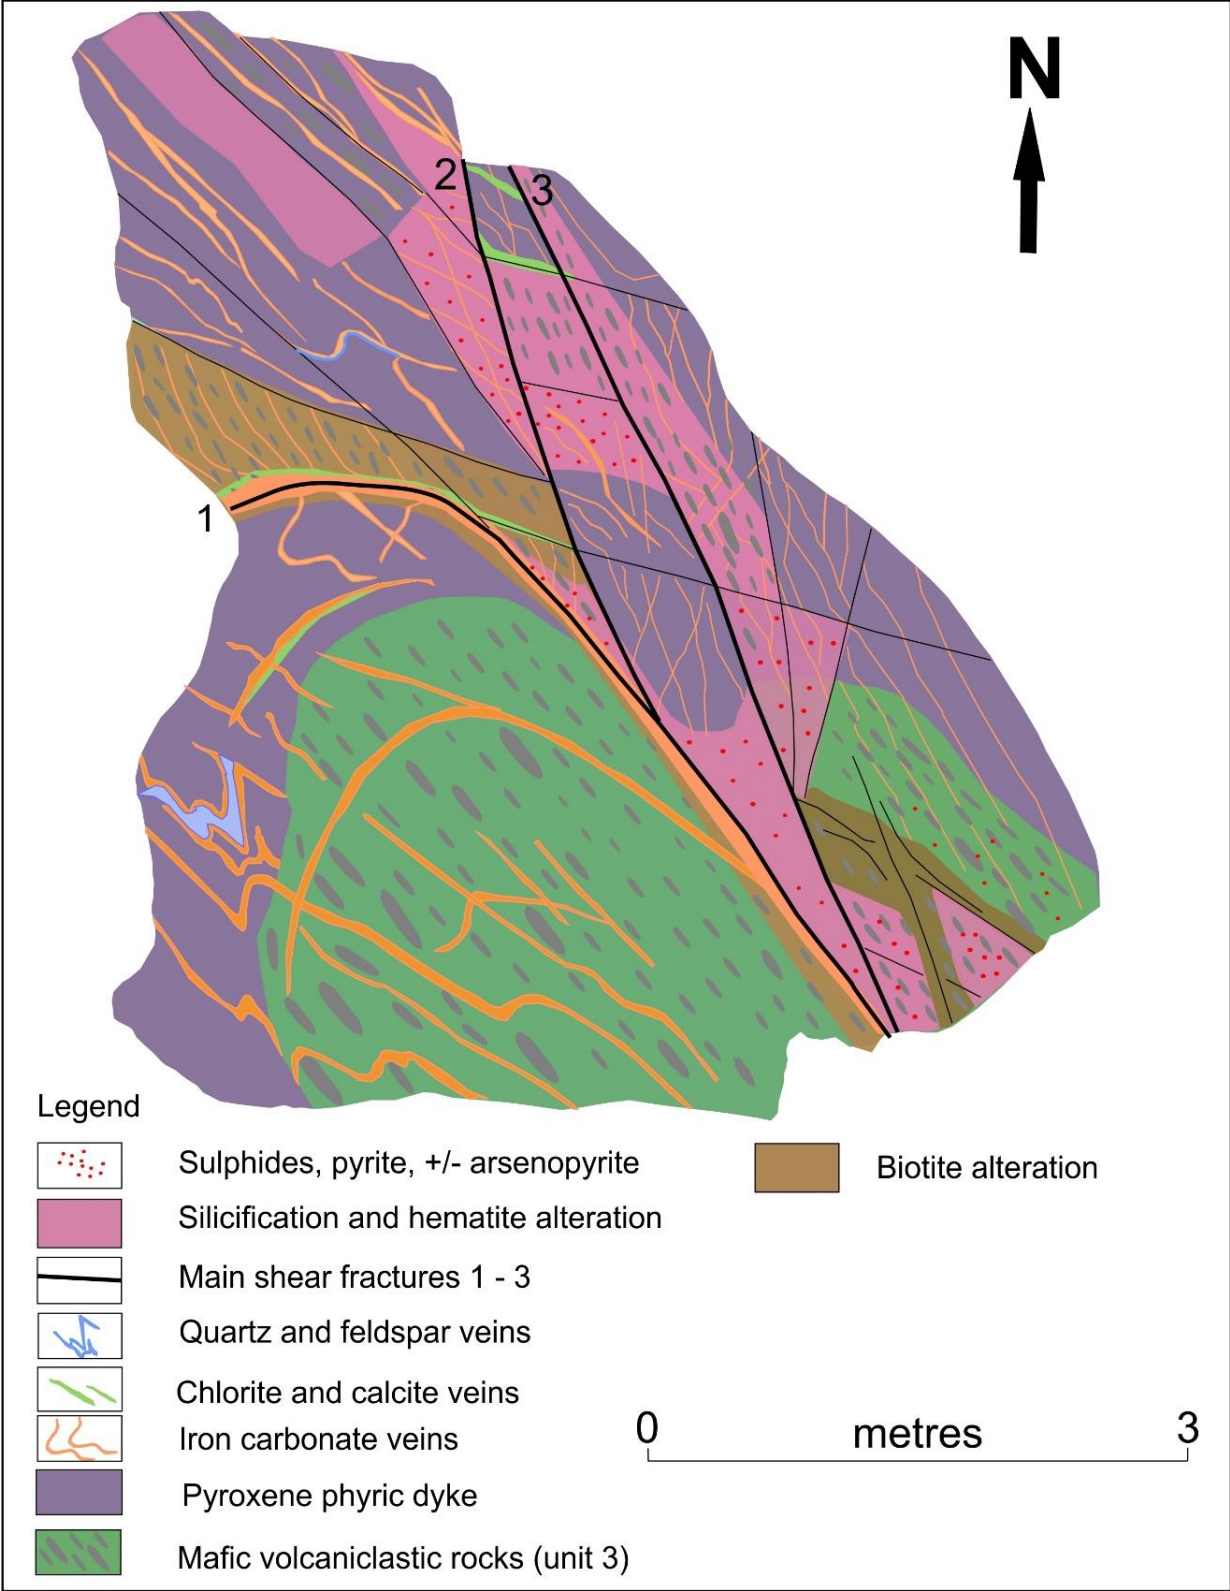 N
2
3
1
Legend
Sulphides, pyrite, +/- arsenopyrite
Biotite alteration
Silicification and hematite alteration
Main shear fractures 1 - 3
Quartz and feldspar veins
Chlorite and calcite veins
Iron carbonate veins
0 metres 3
Pyroxene phyric dyke
Mafic volcaniclastic rocks (unit 3)